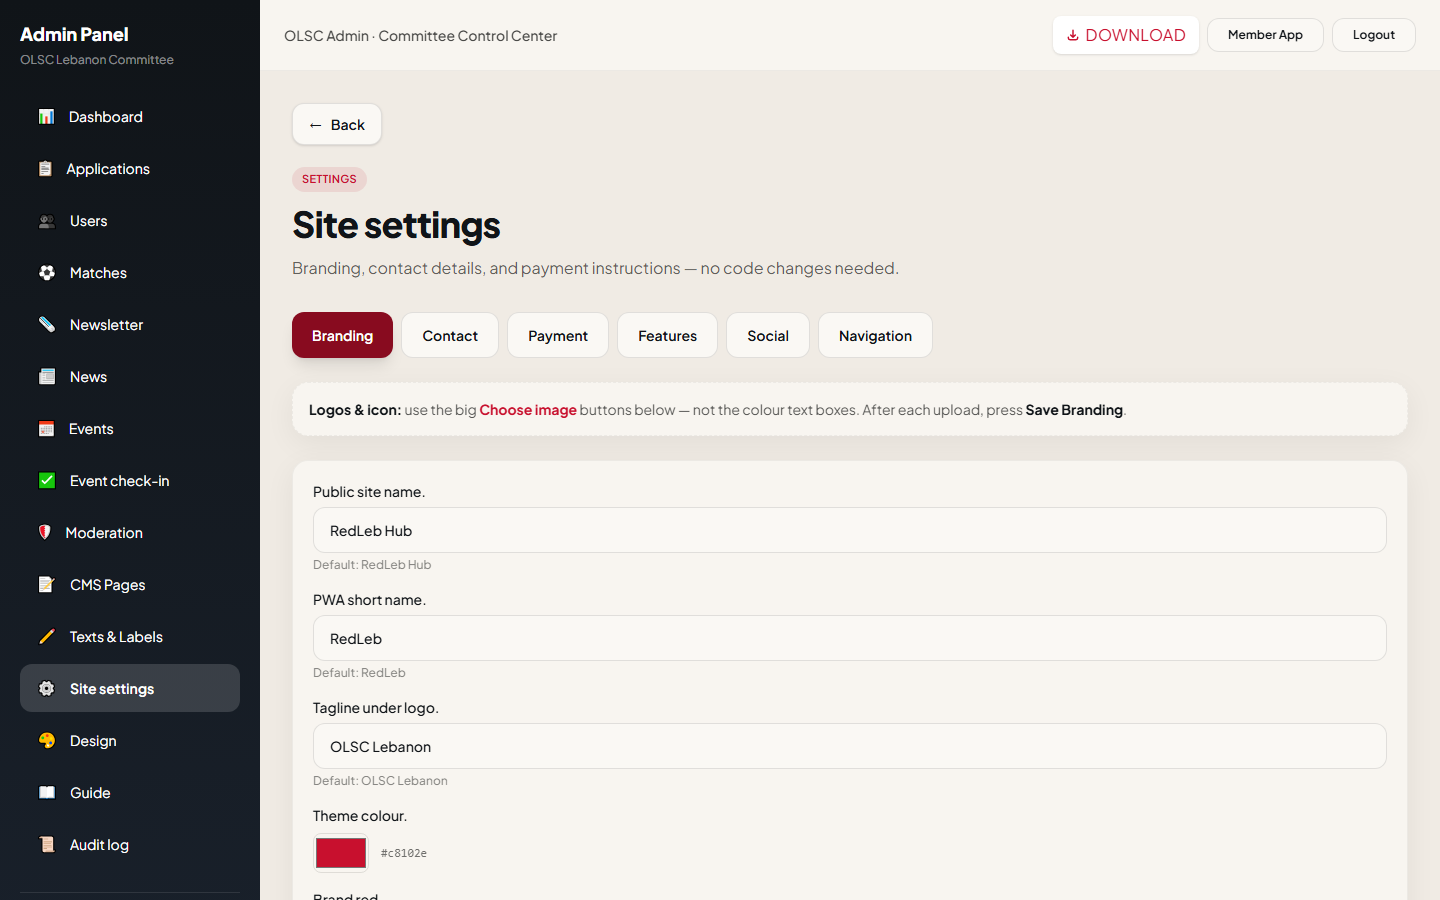 Admin Panel
OLSC Lebanon Committee
Dashboard
Applications
Users
Matches
Newsletter
News
Events
Event check-in
Moderation
CMS Pages
Texts & Labels
Site settings
Design
Guide
Audit log
OLSC Admin · Committee Control Center
DOWNLOAD
Member App
Logout
← Back
SETTINGS
Site settings
Branding, contact details, and payment instructions — no code changes needed.
Branding
Contact
Payment
Features
Social
Navigation
Logos & icon: use the big Choose image buttons below — not the colour text boxes. After each upload, press Save Branding.
Public site name.
RedLeb Hub
Default: RedLeb Hub
PWA short name.
RedLeb
Default: RedLeb
Tagline under logo.
OLSC Lebanon
Default: OLSC Lebanon
Theme colour.
#c8102e
Brand red.